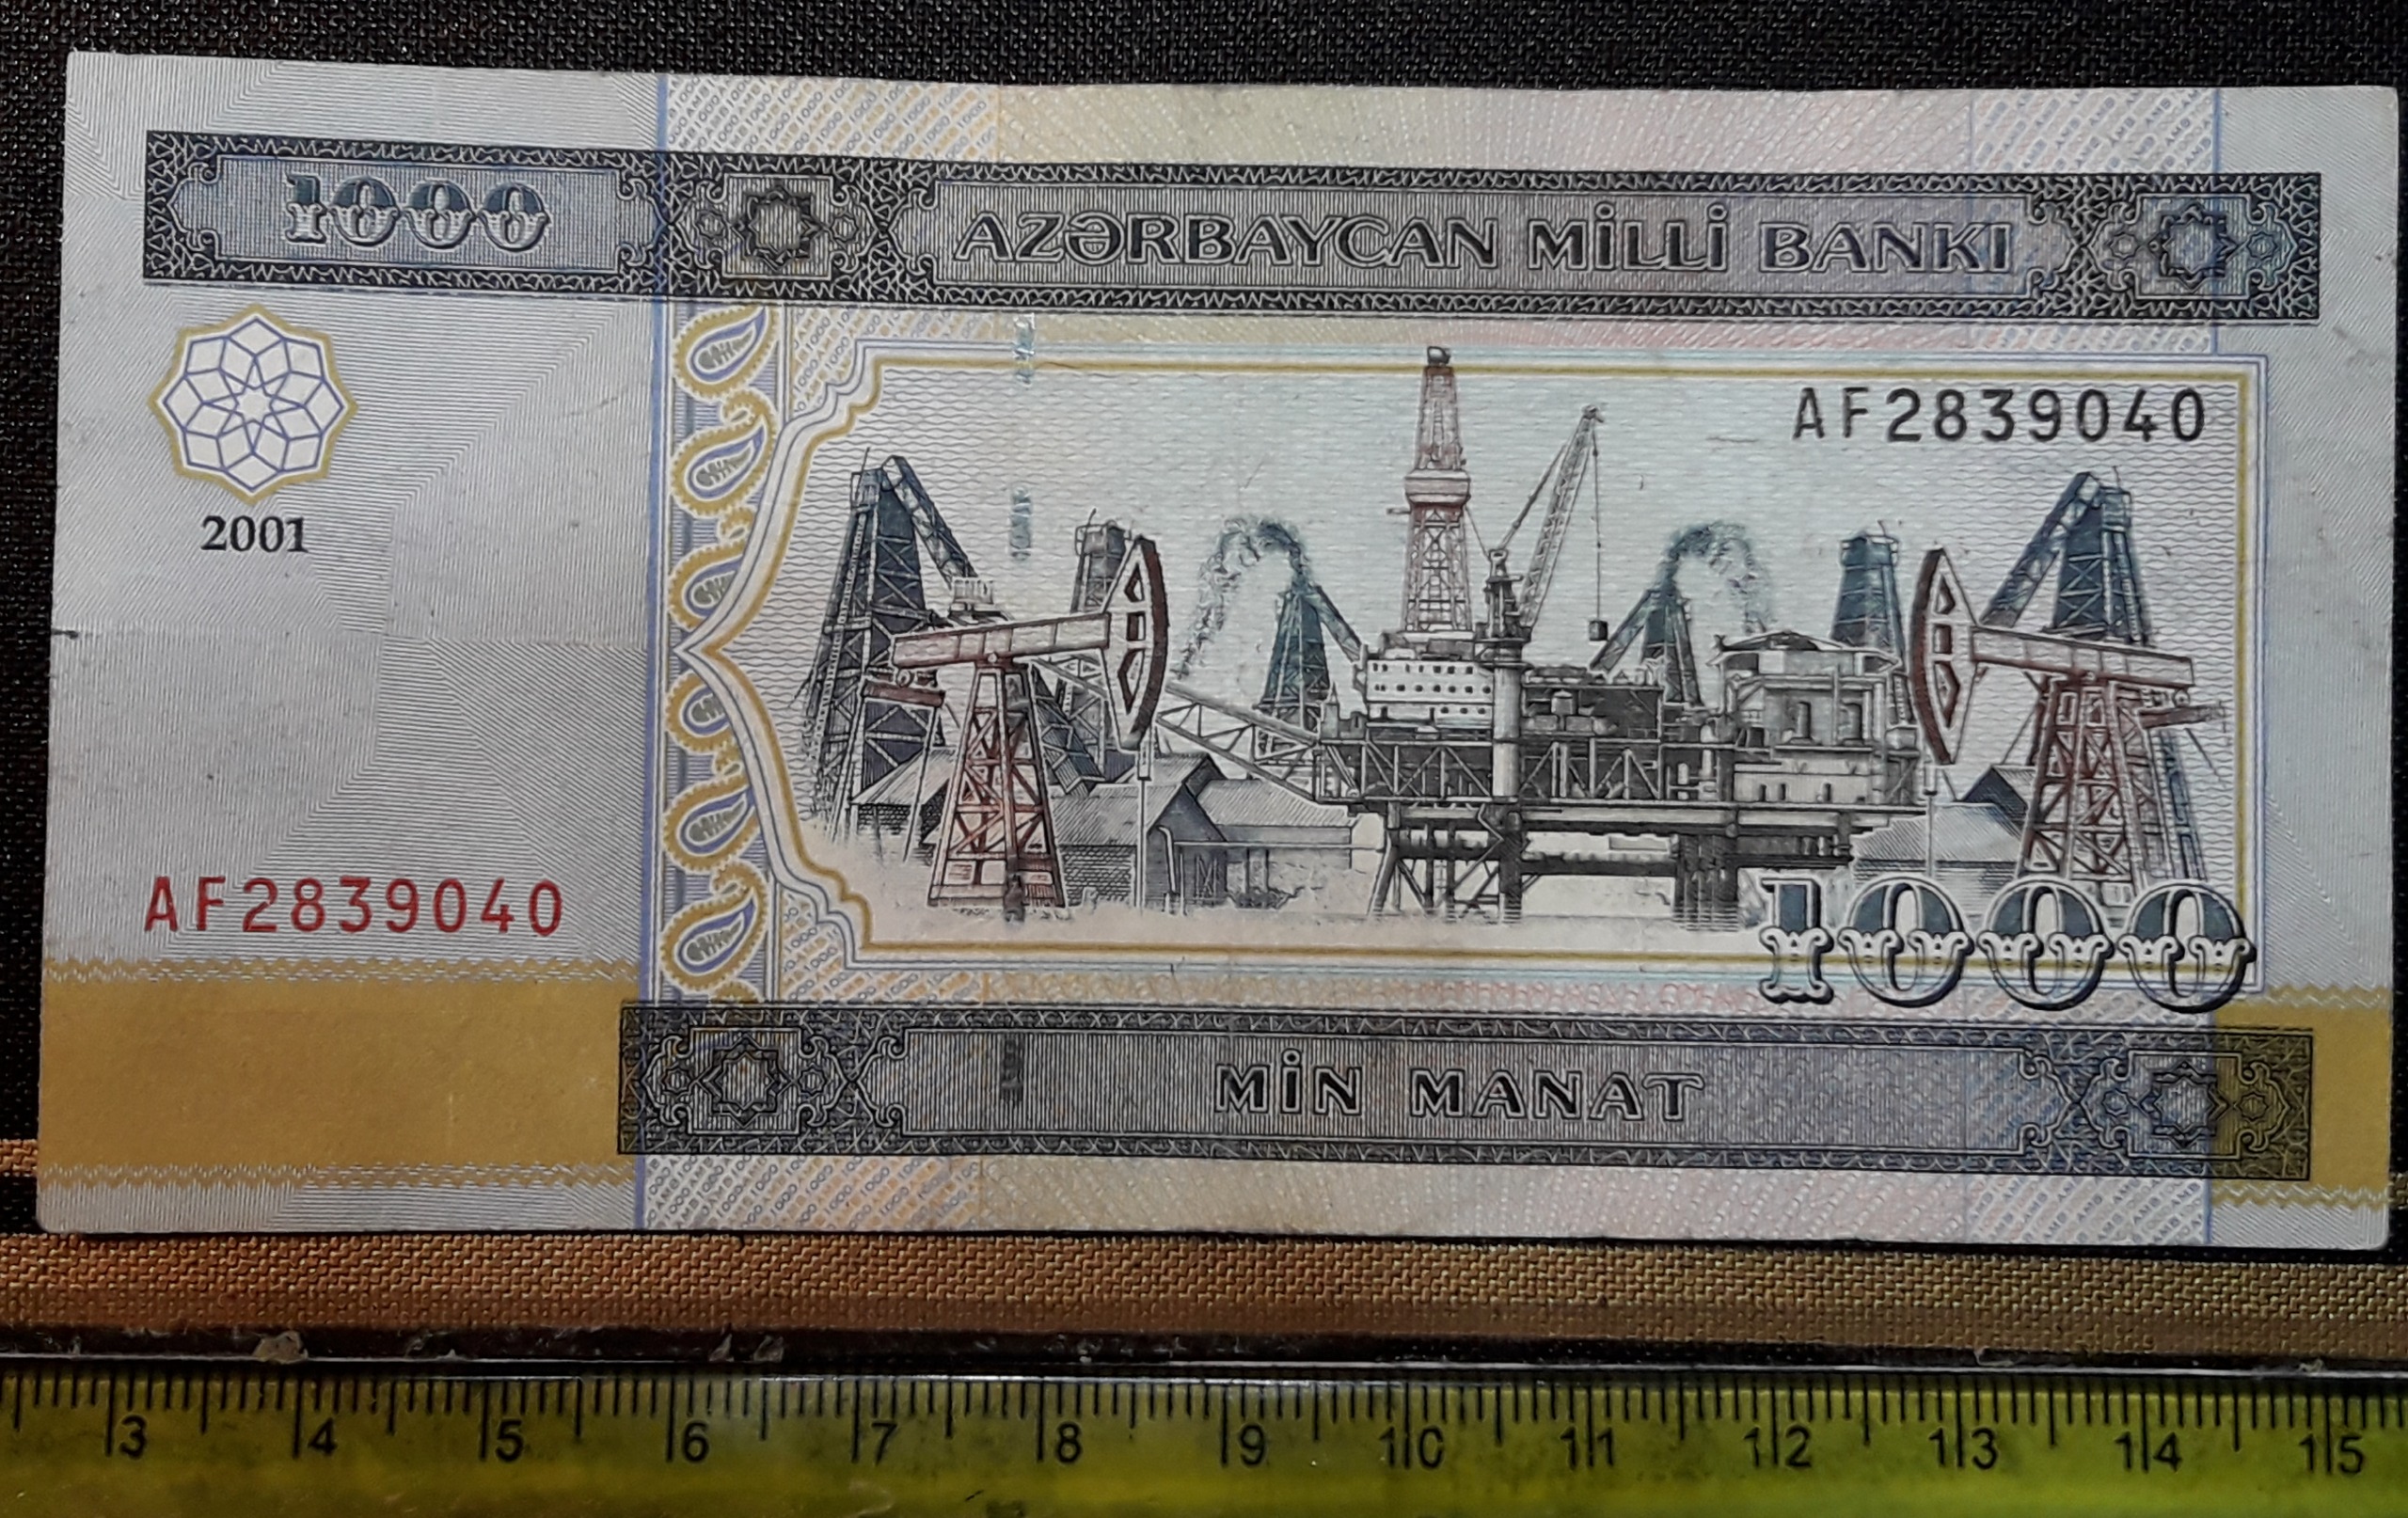 1000
AZƏRBAYCAN MİLLİ BANKI
AF2839040
2001
AF2839040
1000
MİN MANAT
3 4 5 6 7 8 9 10 11 12 13 14 15